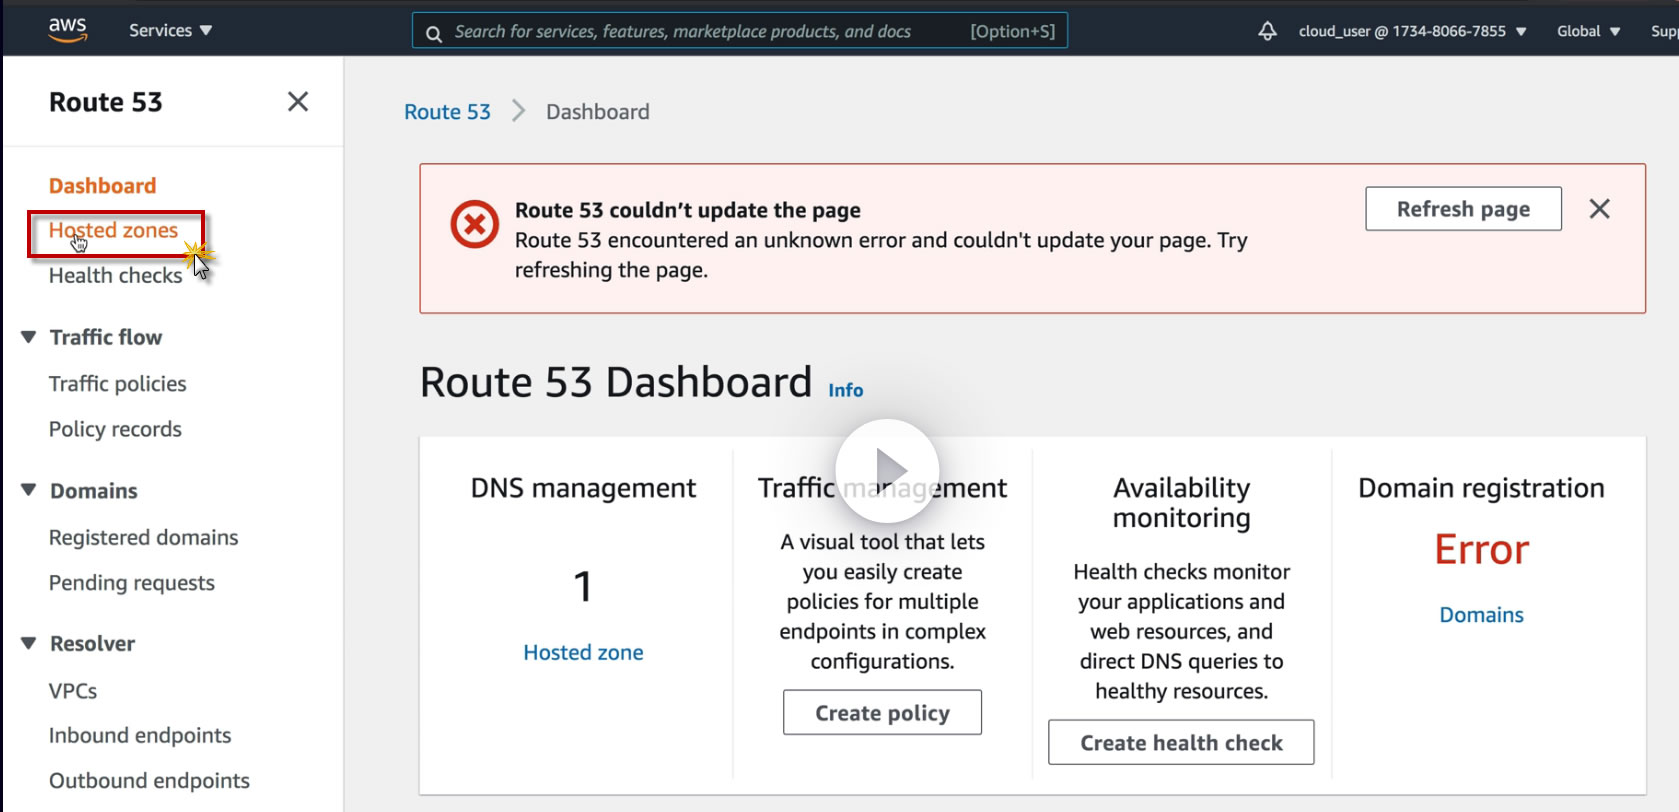 aws
Services ▼
Search for services, features, marketplace products, and docs [Option+S]
cloud_user @ 1734-8066-7855 ▼
Global ▼
Route 53
Dashboard
Hosted zones
Health checks
Traffic flow
Traffic policies
Policy records
Domains
Registered domains
Pending requests
Resolver
VPCs
Inbound endpoints
Outbound endpoints
Route 53 > Dashboard
Route 53 couldn't update the page
Route 53 encountered an unknown error and couldn't update your page. Try
refreshing the page.
Refresh page
Route 53 Dashboard Info
DNS management
1
Hosted zone
Traffic management
A visual tool that lets
you easily create
policies for multiple
endpoints in complex
configurations.
Create policy
Availability
monitoring
Health checks monitor
your applications and
web resources, and
direct DNS queries to
healthy resources.
Create health check
Domain registration
Error
Domains